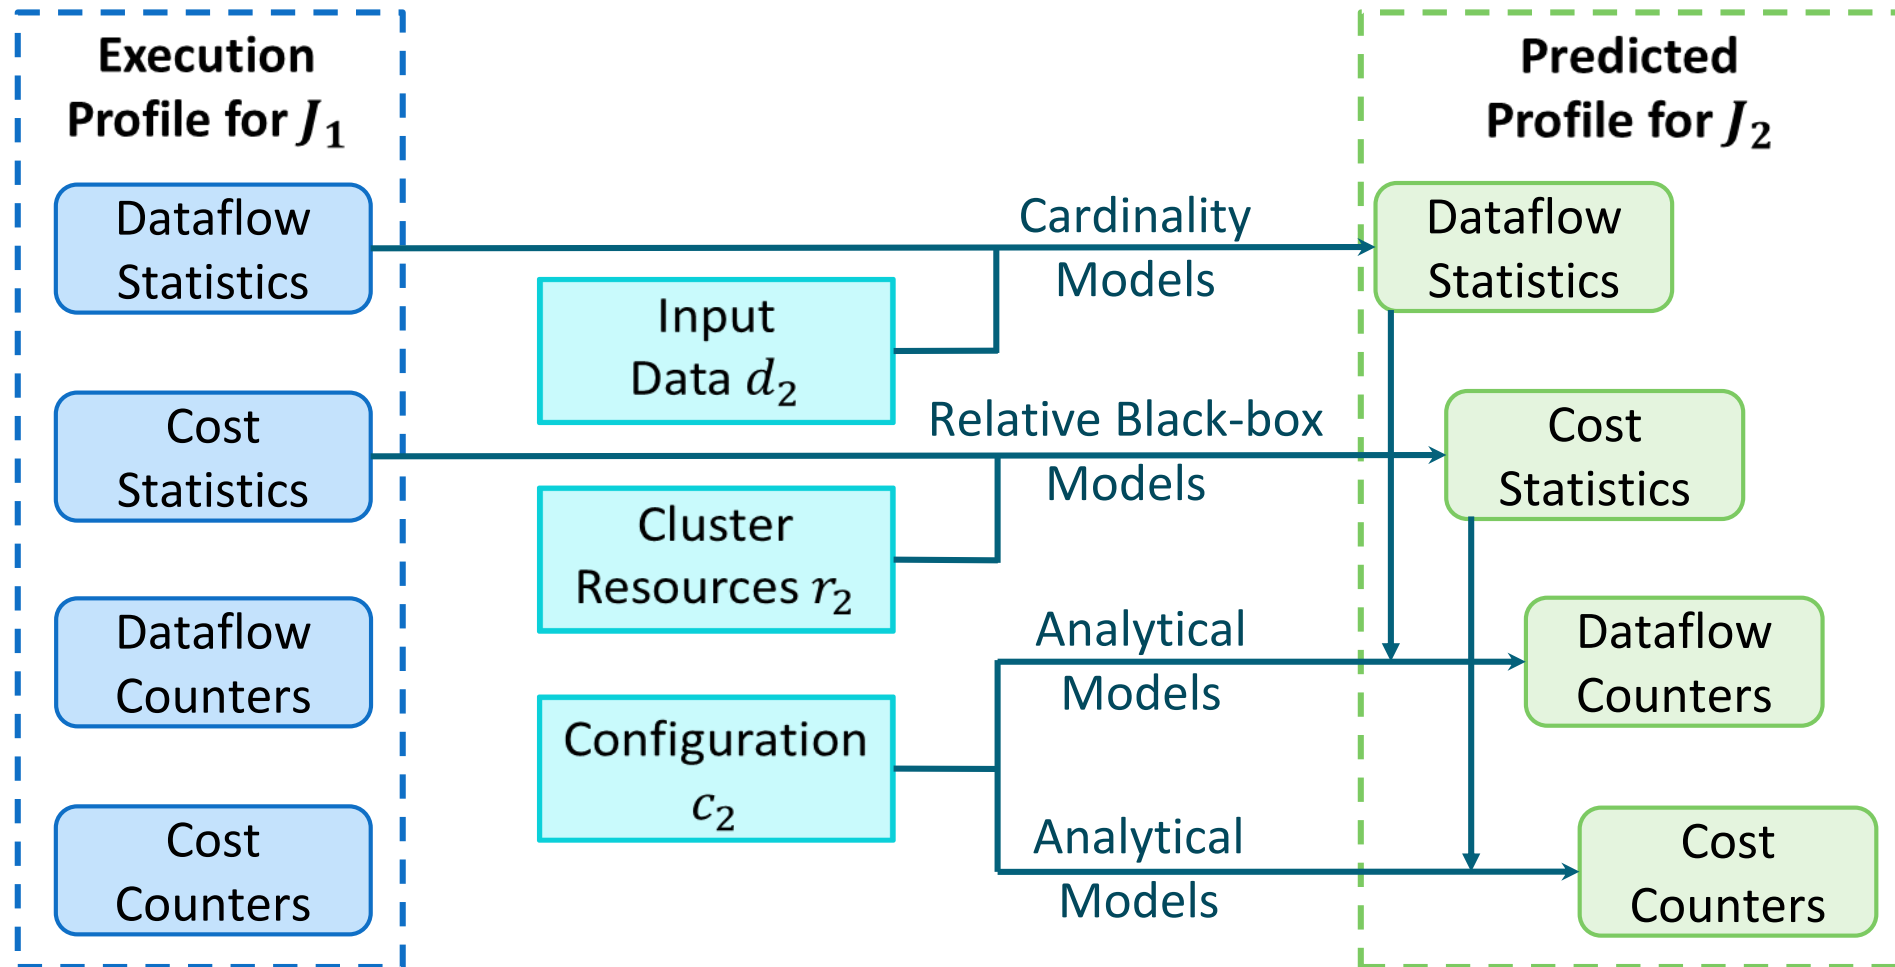 Execution
Profile for J₁
Dataflow
Statistics
Cost
Statistics
Dataflow
Counters
Cost
Counters
Input
Data d₂
Cluster
Resources r₂
Configuration
c₂
Cardinality
Models
Relative Black-box
Models
Analytical
Models
Analytical
Models
Predicted
Profile for J₂
Dataflow
Statistics
Cost
Statistics
Dataflow
Counters
Cost
Counters